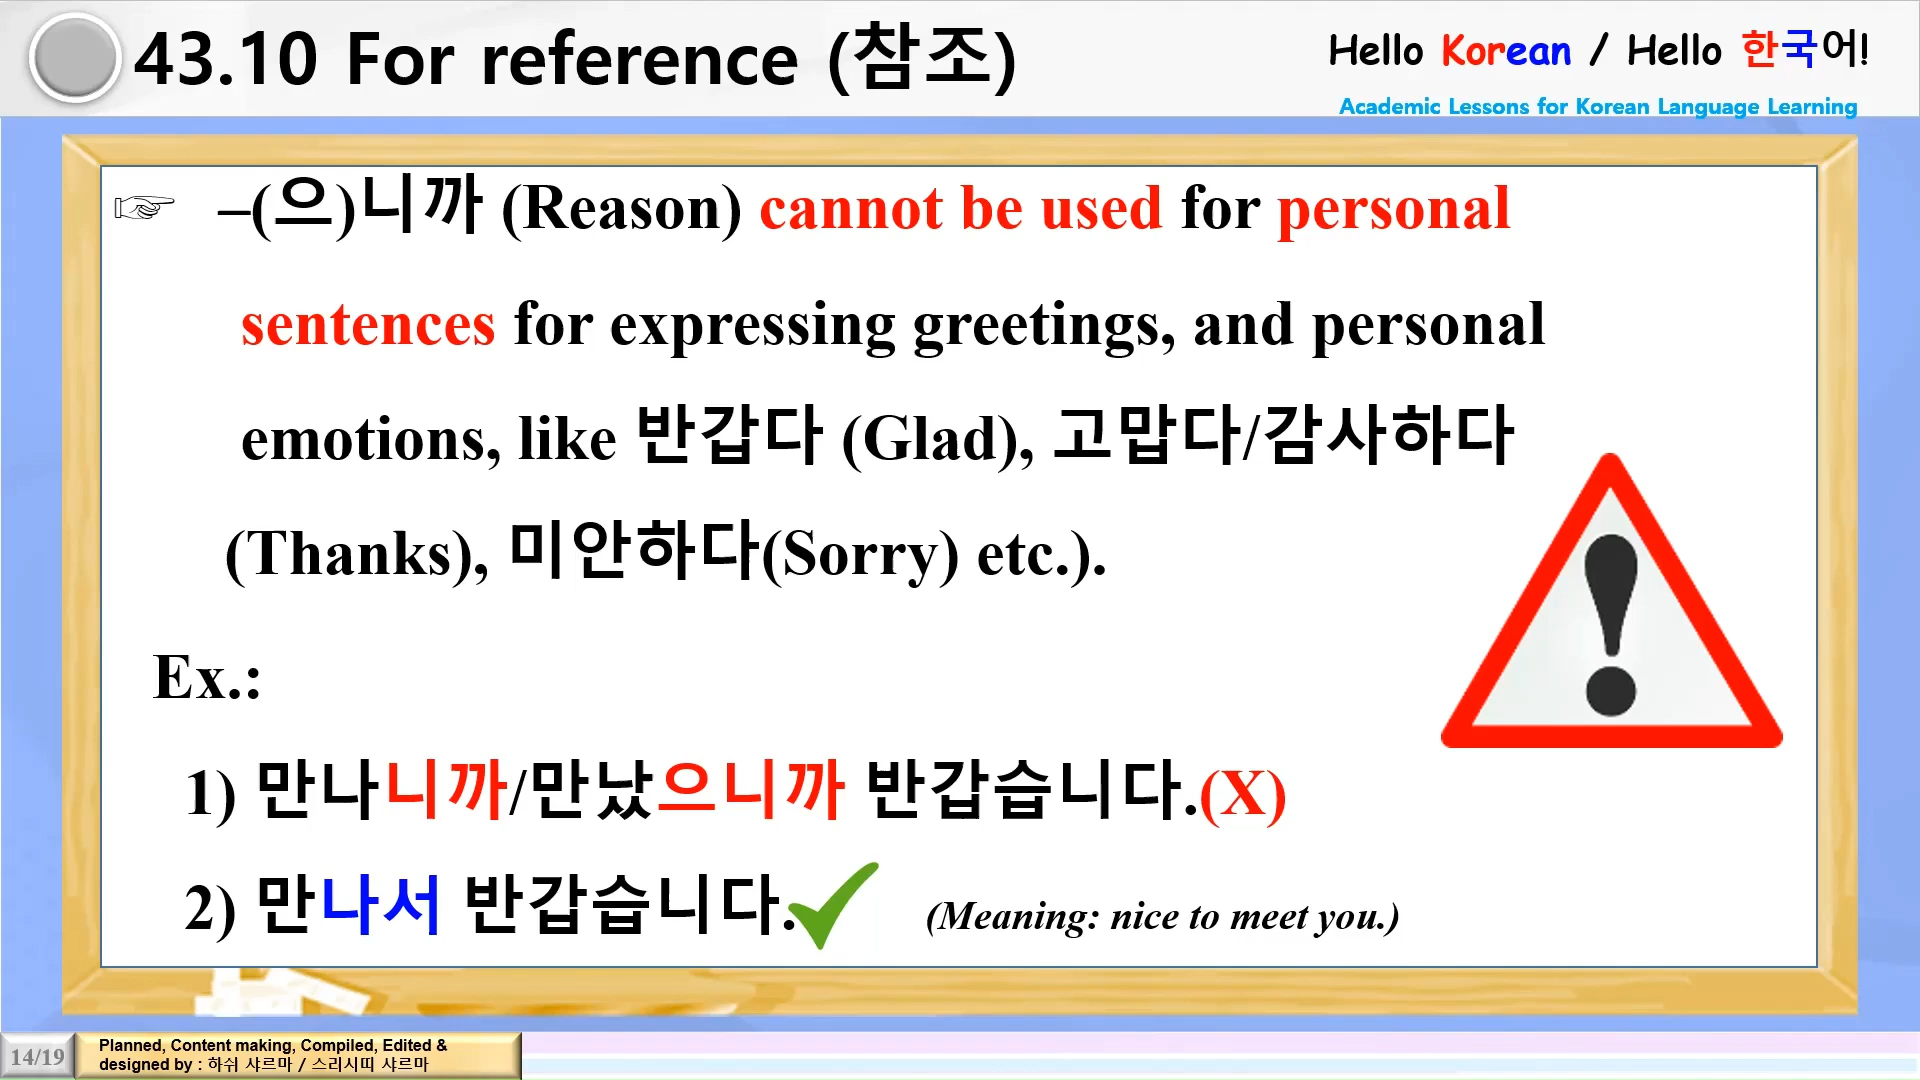 43.10 For reference (참조)
Hello Korean / Hello 한국어!
Academic Lessons for Korean Language Learning
☞ –(으)니까 (Reason) cannot be used for personal
sentences for expressing greetings, and personal
emotions, like 반갑다 (Glad), 고맙다/감사하다
(Thanks), 미안하다(Sorry) etc.).
Ex.:
1) 만나니까/만났으니까 반갑습니다.(X)
2) 만나서 반갑습니다.
(Meaning: nice to meet you.)
14/19
Planned, Content making, Compiled, Edited &
designed by : 하쉬 샤르마 / 스리시띠 샤르마